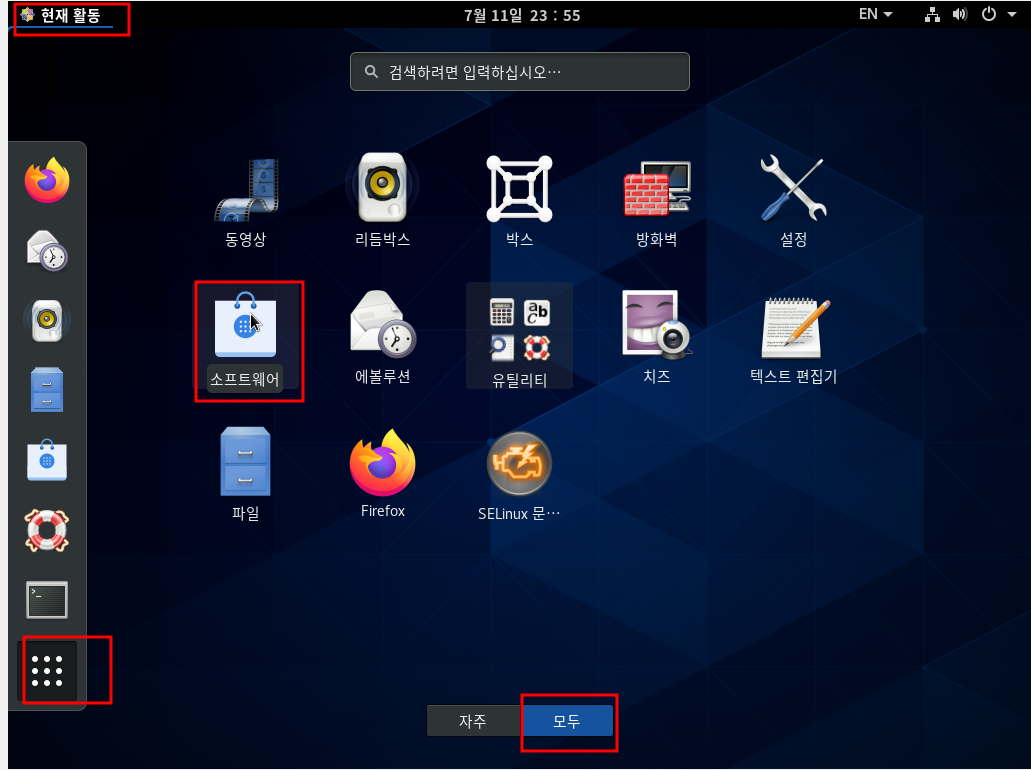 현재 활동
7월 11일 23 : 55
EN
검색하려면 입력하십시오…
동영상
리듬박스
박스
방화벽
설정
소프트웨어
에볼루션
유틸리티
치즈
텍스트 편집기
파일
Firefox
SELinux 문…
자주
모두